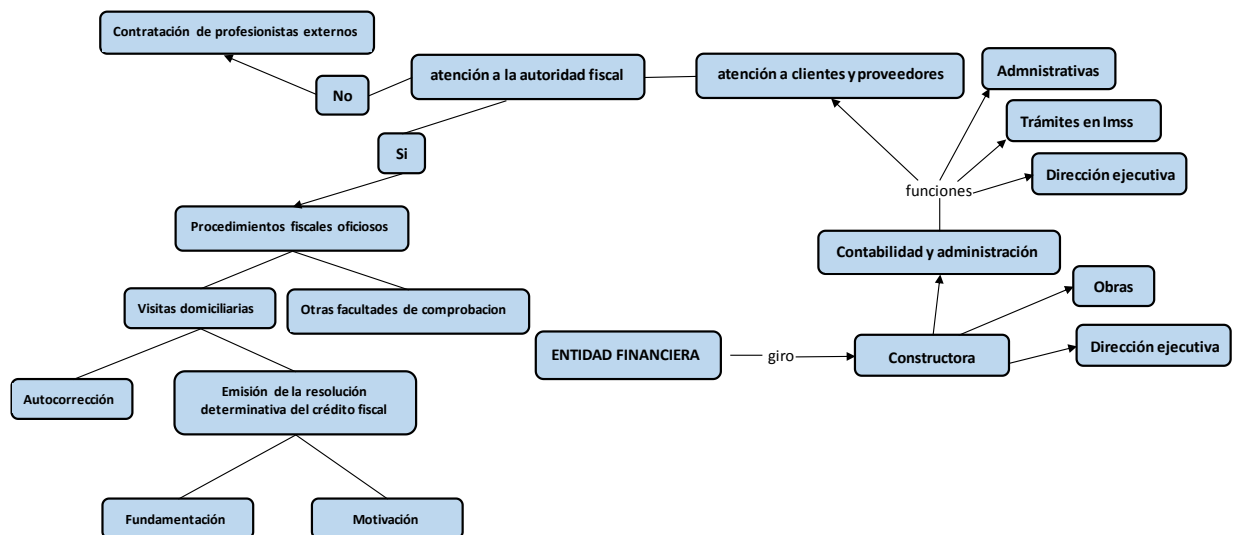 Contratación de profesionistas externos
No
atención a la autoridad fiscal
atención a clientes y proveedores
Admnistrativas
Trámites en Imss
Dirección ejecutiva
funciones
Si
Procedimientos fiscales oficiosos
Contabilidad y administración
Visitas domiciliarias
Otras facultades de comprobacion
Obras
ENTIDAD FINANCIERA
giro
Constructora
Dirección ejecutiva
Autocorrección
Emisión de la resolución
determinativa del crédito fiscal
Fundamentación
Motivación